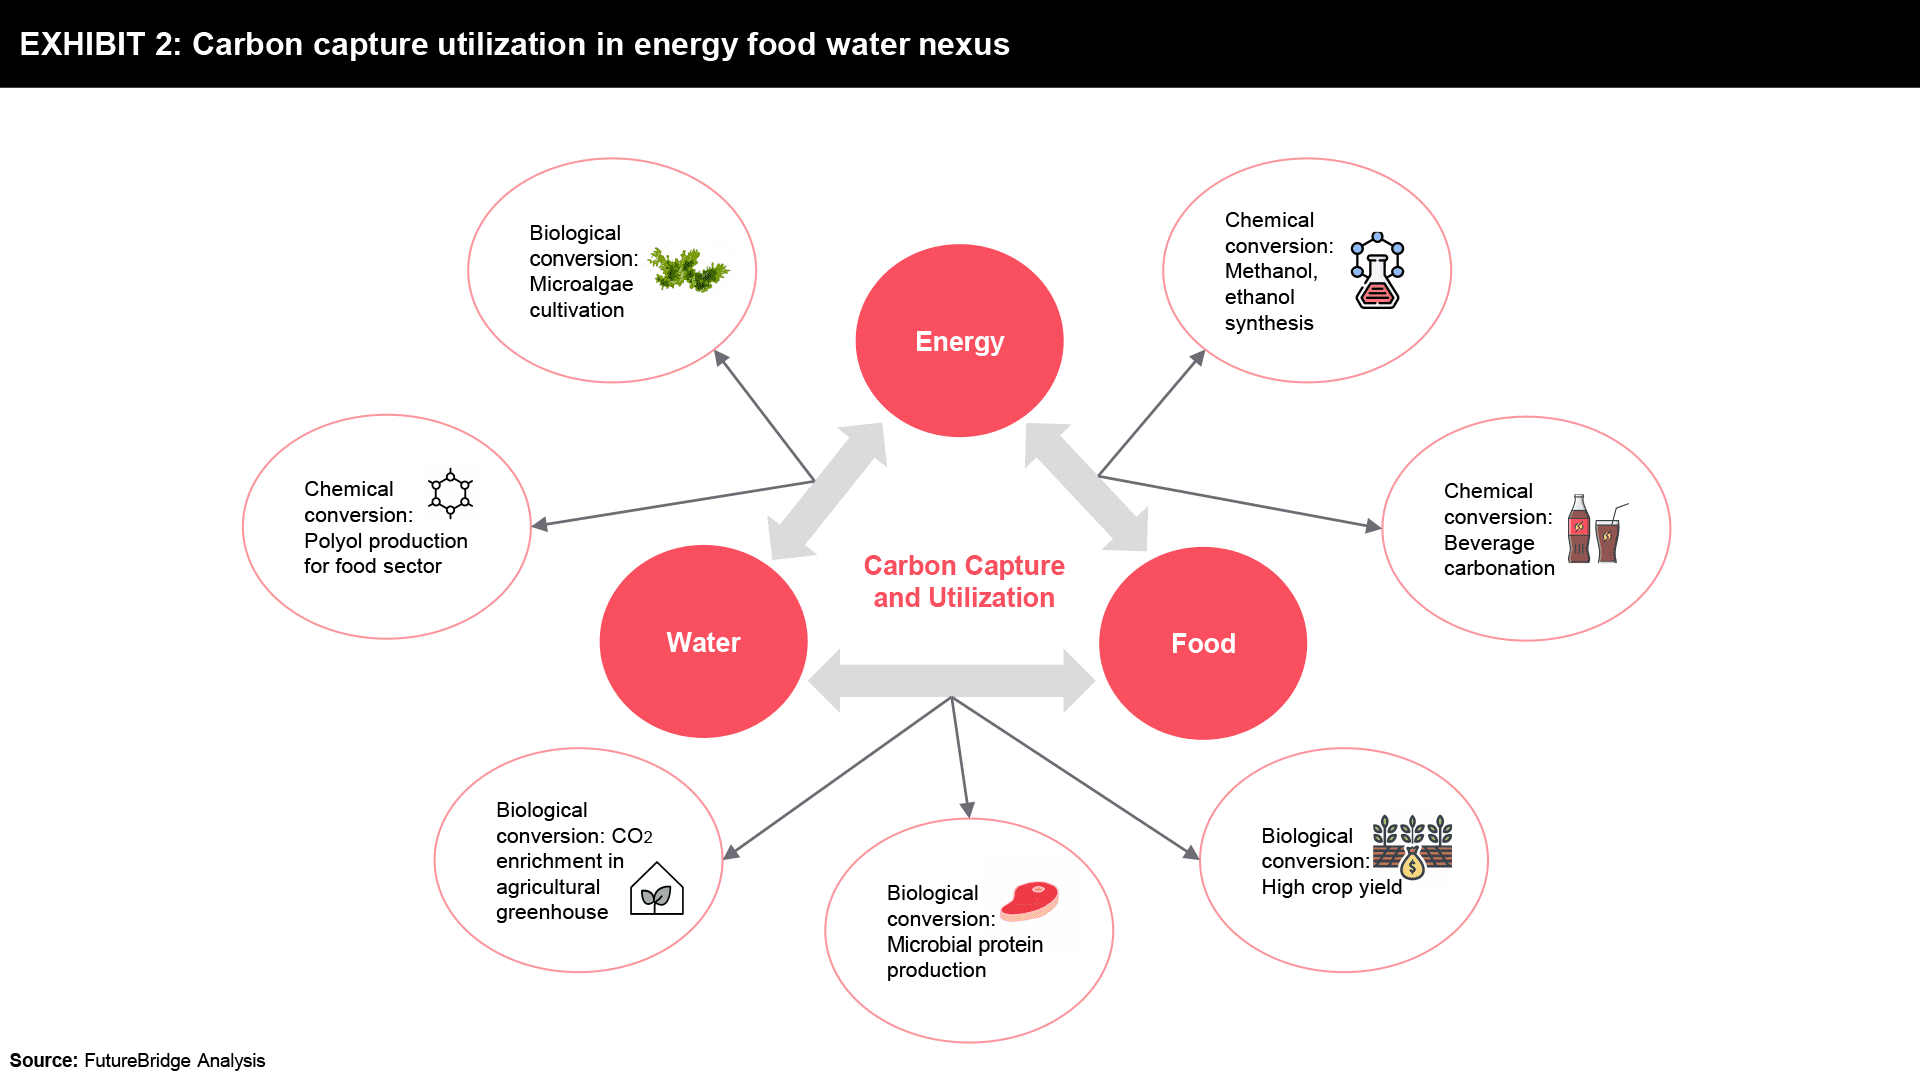 EXHIBIT 2: Carbon capture utilization in energy food water nexus
Biological
conversion:
Microalgae
cultivation
Chemical
conversion:
Methanol,
ethanol
synthesis
Energy
Chemical
conversion:
Polyol production
for food sector
Chemical
conversion:
Beverage
carbonation
Carbon Capture
and Utilization
Water
Food
Biological
conversion: CO2
enrichment in
agricultural
greenhouse
Biological
conversion:
Microbial protein
production
Biological
conversion:
High crop yield
$
Source: FutureBridge Analysis